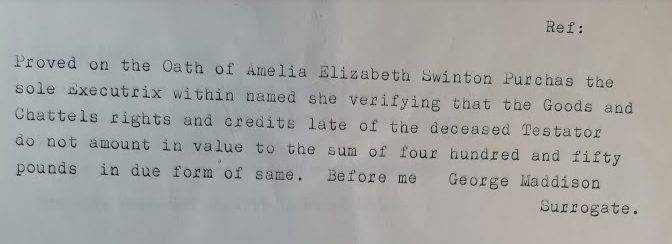 Ref:
Proved on the Oath of Amelia Elizabeth Swinton Purchas the
sole Executrix within named she verifying that the Goods and
Chattels rights and credits late of the deceased Testator
do not amount in value to the sum of four hundred and fifty
pounds in due form of same. Before me George Maddison
Surrogate.